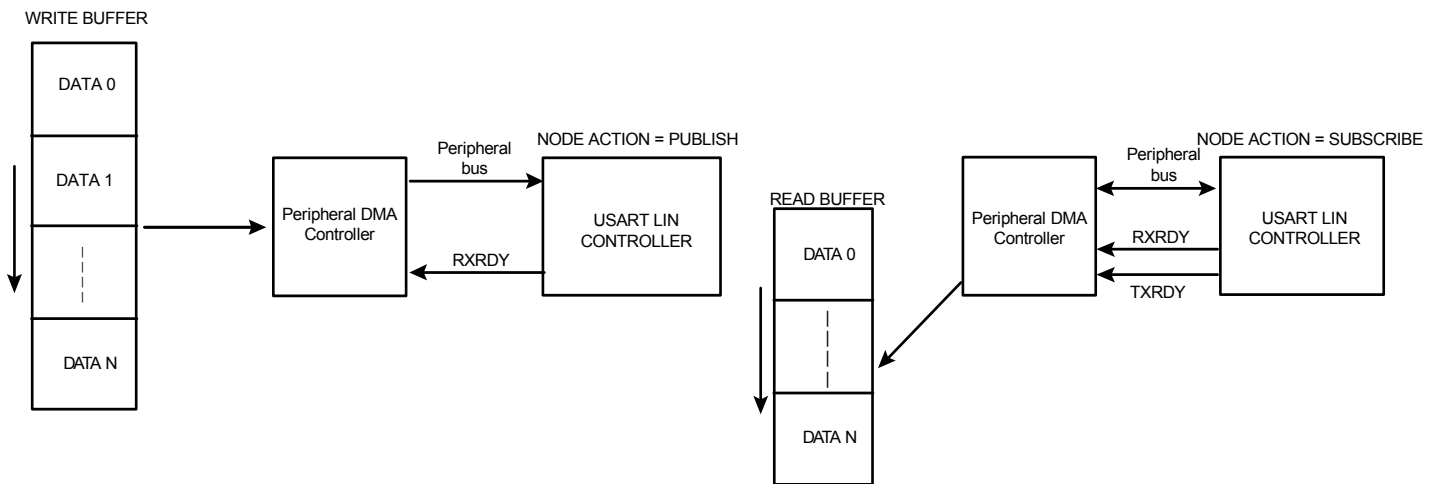 WRITE BUFFER
DATA 0
DATA 1
DATA N
Peripheral DMA
Controller
Peripheral
bus
RXRDY
NODE ACTION = PUBLISH
USART LIN
CONTROLLER
READ BUFFER
DATA 0
DATA N
Peripheral DMA
Controller
Peripheral
bus
RXRDY
TXRDY
NODE ACTION = SUBSCRIBE
USART LIN
CONTROLLER